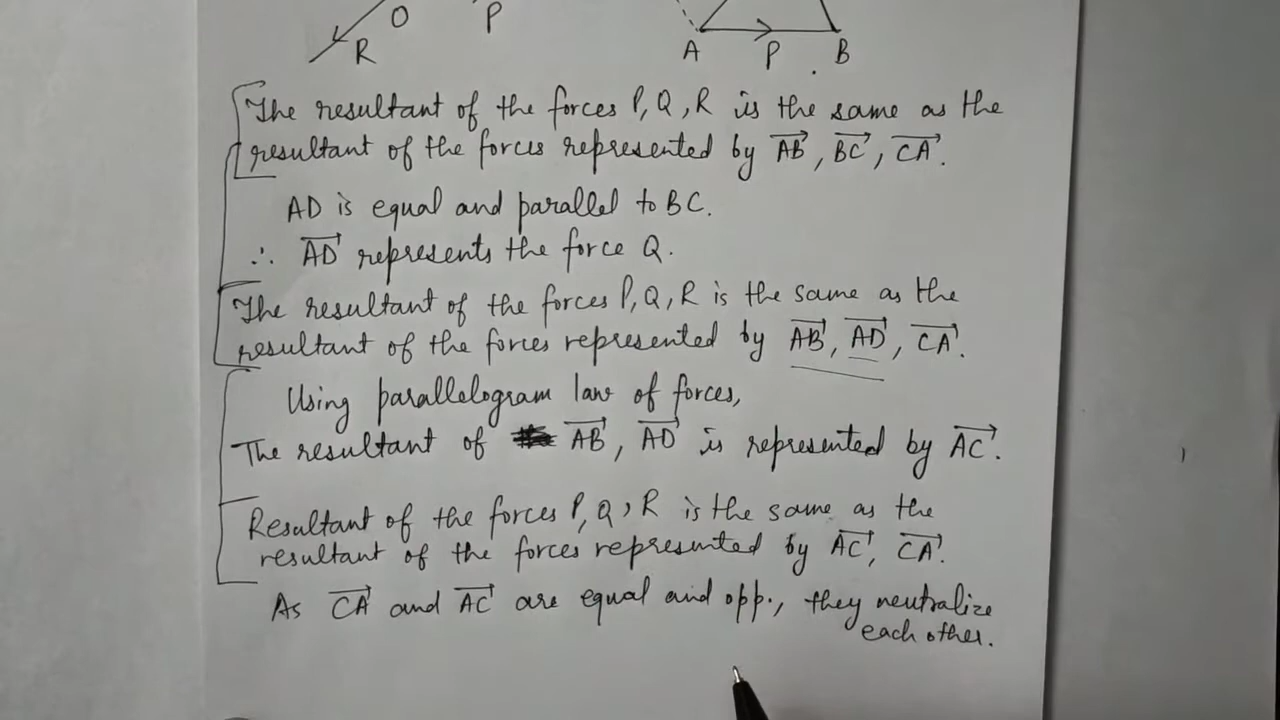 O P
R A P B
The resultant of the forces P, Q, R is the same as the
resultant of the forces represented by AB, BC, CA.
AD is equal and parallel to BC.
∴ AD represents the force Q.
The resultant of the forces P, Q, R is the same as the
resultant of the forces represented by AB, AD, CA.
Using parallelogram law of forces,
The resultant of AB, AD is represented by AC.
Resultant of the forces P, Q, R is the same as the
resultant of the forces represented by AC, CA.
As CA and AC are equal and opp., they neutralize
each other.